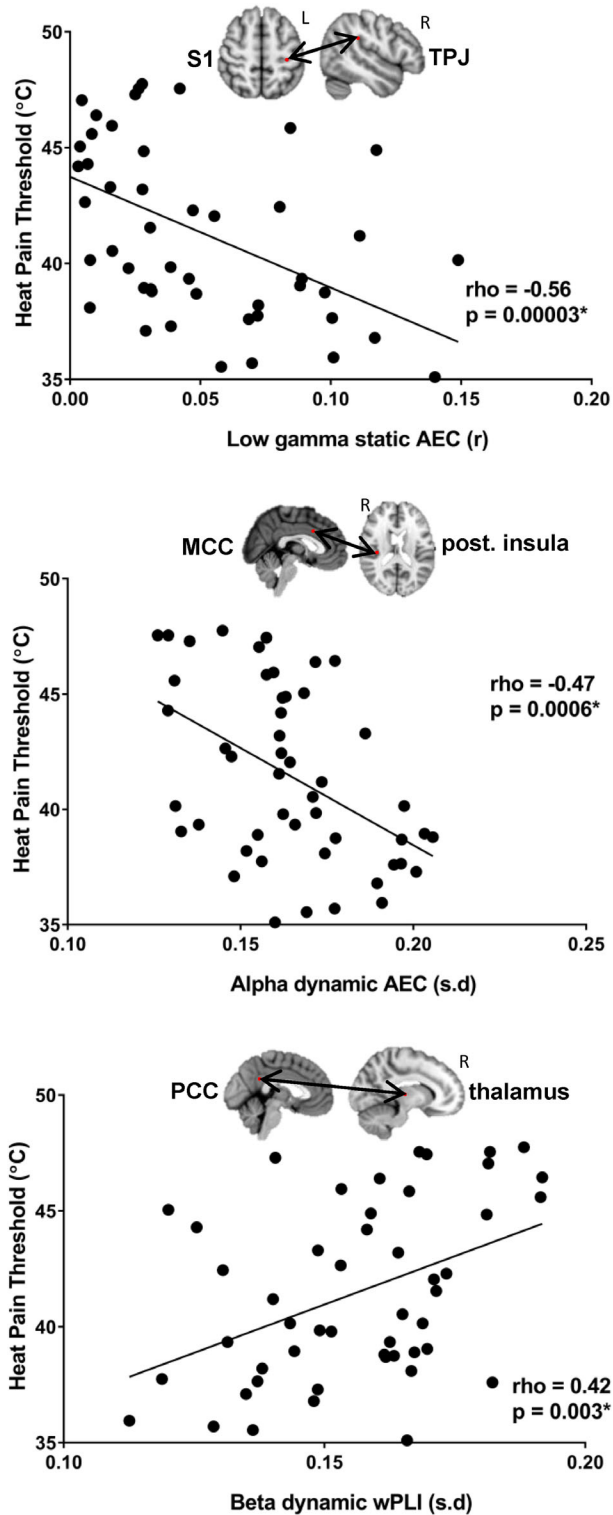 L
R
S1
TPJ
Heat Pain Threshold (°C)
50
45
40
35
rho = -0.56
p = 0.00003*
0.00
0.05
0.10
0.15
0.20
Low gamma static AEC (r)
R
MCC
post. insula
Heat Pain Threshold (°C)
50
45
40
35
rho = -0.47
p = 0.0006*
0.10
0.15
0.20
0.25
Alpha dynamic AEC (s.d)
R
PCC
thalamus
Heat Pain Threshold (°C)
50
45
40
35
rho = 0.42
p = 0.003*
0.10
0.15
0.20
Beta dynamic wPLI (s.d)